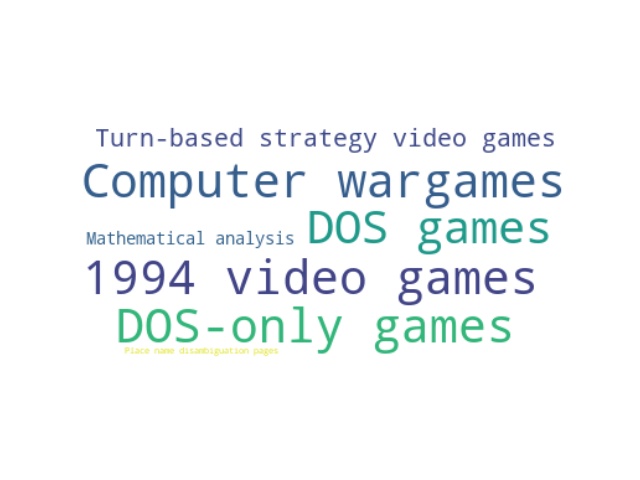 Turn-based strategy video games
Computer wargames
Mathematical analysis DOS games
1994 video games
DOS-only games
Place name disambiguation pages